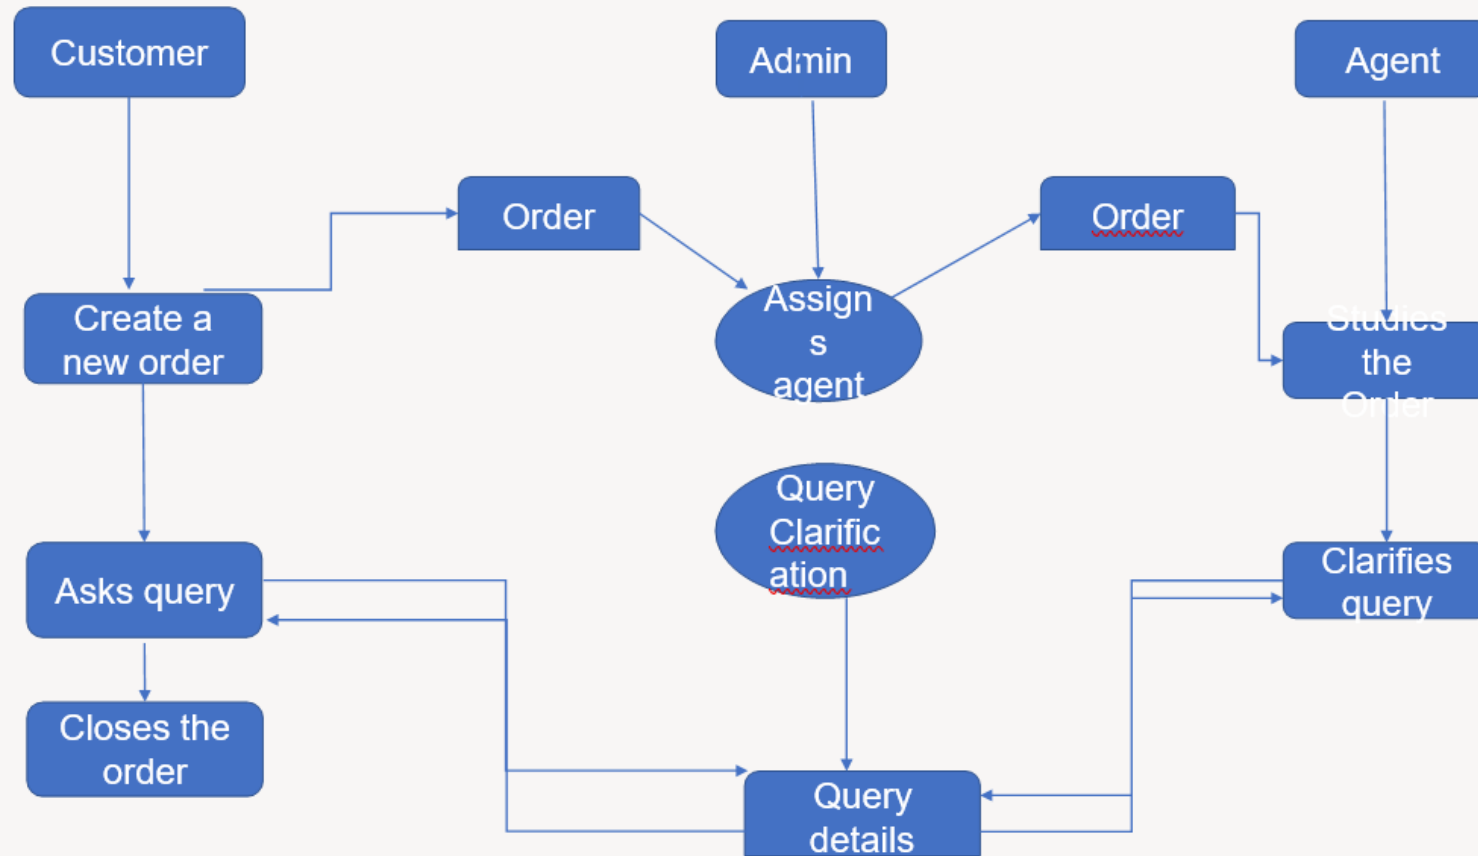 Customer
Admin
Agent
Order
Order
Create a
new order
Assign
s
agent
Studies
the
Order
Query
Clarific
ation
Asks query
Clarifies
query
Closes the
order
Query
details